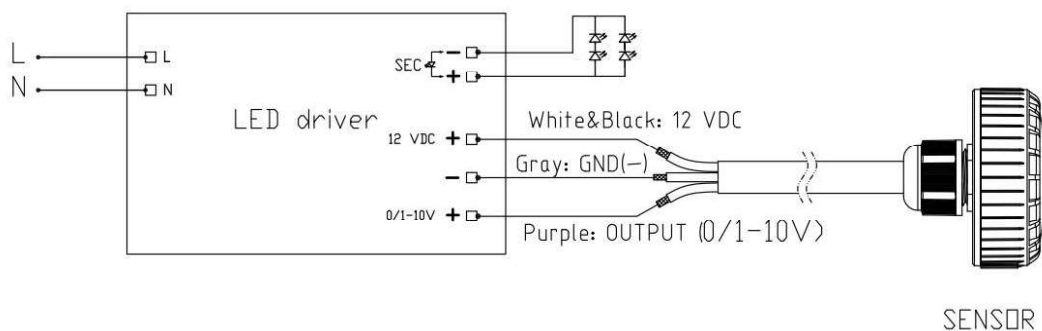 L
N
L
N
LED driver
SEC
−
+
12 VDC +
−
0/1-10V +
White&Black: 12 VDC
Gray: GND(−)
Purple: OUTPUT (0/1-10V)
SENSOR